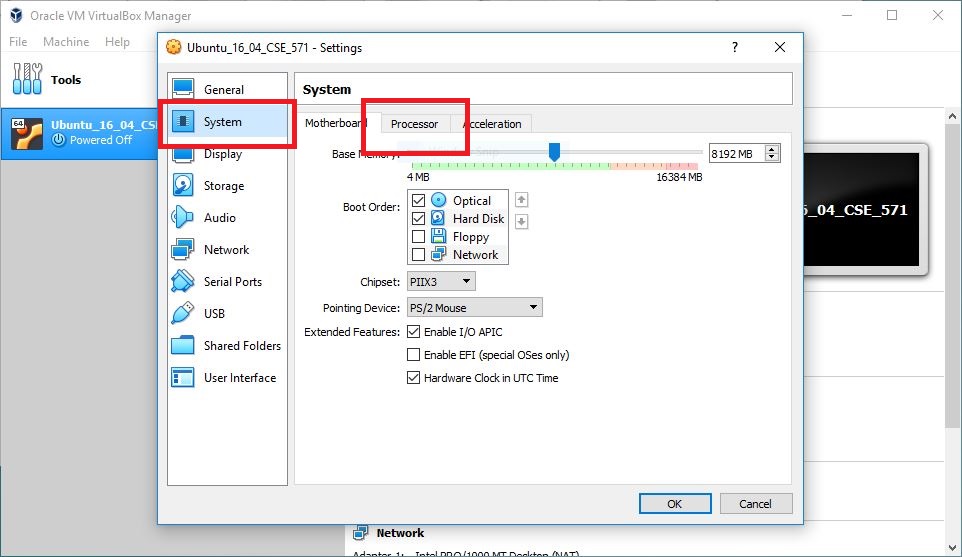 Oracle VM VirtualBox Manager
File Machine Help
Tools
64
Ubuntu_16_04_CS
Powered Off
Ubuntu_16_04_CSE_571 - Settings
?
General
System
Display
Storage
Audio
Network
Serial Ports
USB
Shared Folders
User Interface
System
Motherboard Processor Acceleration
Base Memory: 8192 MB
4 MB 16384 MB
Boot Order: Optical
Hard Disk
Floppy
Network
Chipset: PIIX3
Pointing Device: PS/2 Mouse
Extended Features: Enable I/O APIC
Enable EFI (special OSes only)
Hardware Clock in UTC Time
OK Cancel
_04_CSE_571
Network
Adapter 1: Intel PRO/1000 MT Desktop (NAT)